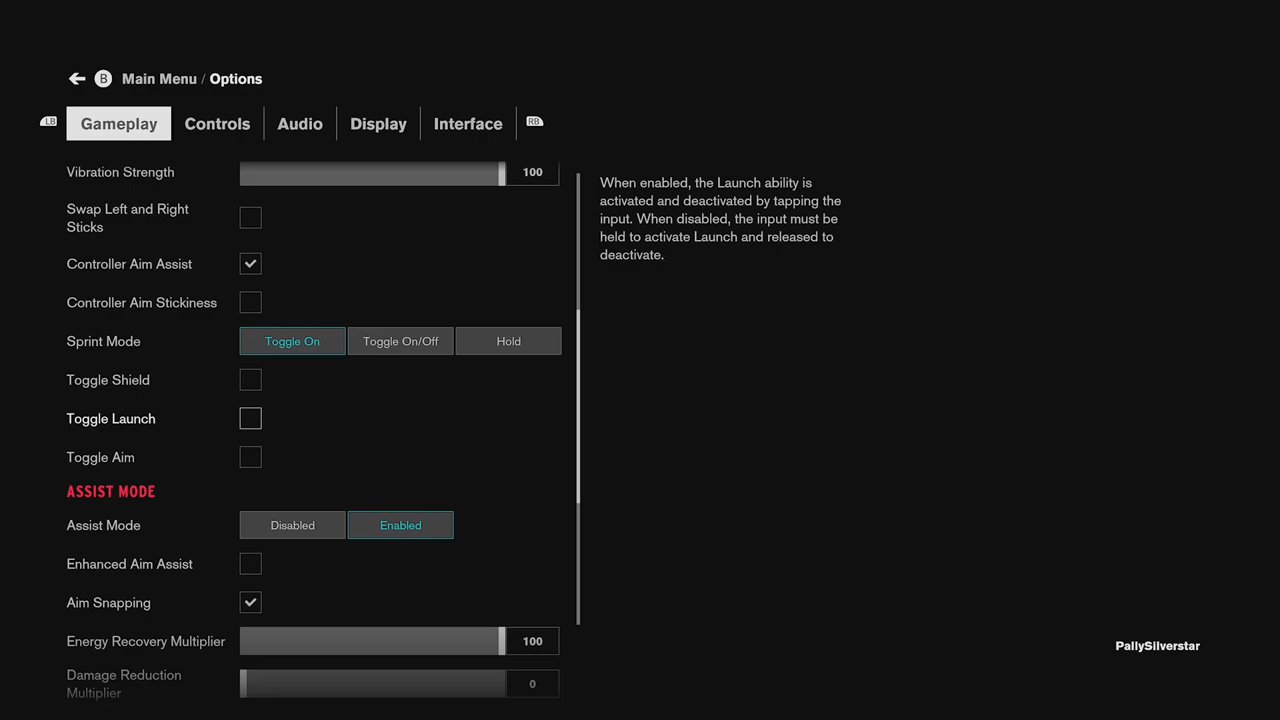 B Main Menu / Options
LB Gameplay Controls Audio Display Interface RB
Vibration Strength 100
Swap Left and Right
Sticks
Controller Aim Assist
Controller Aim Stickiness
Sprint Mode Toggle On Toggle On/Off Hold
Toggle Shield
Toggle Launch
Toggle Aim
ASSIST MODE
Assist Mode Disabled Enabled
Enhanced Aim Assist
Aim Snapping
Energy Recovery Multiplier 100
Damage Reduction
Multiplier 0
When enabled, the Launch ability is
activated and deactivated by tapping the
input. When disabled, the input must be
held to activate Launch and released to
deactivate.
PallySilverstar